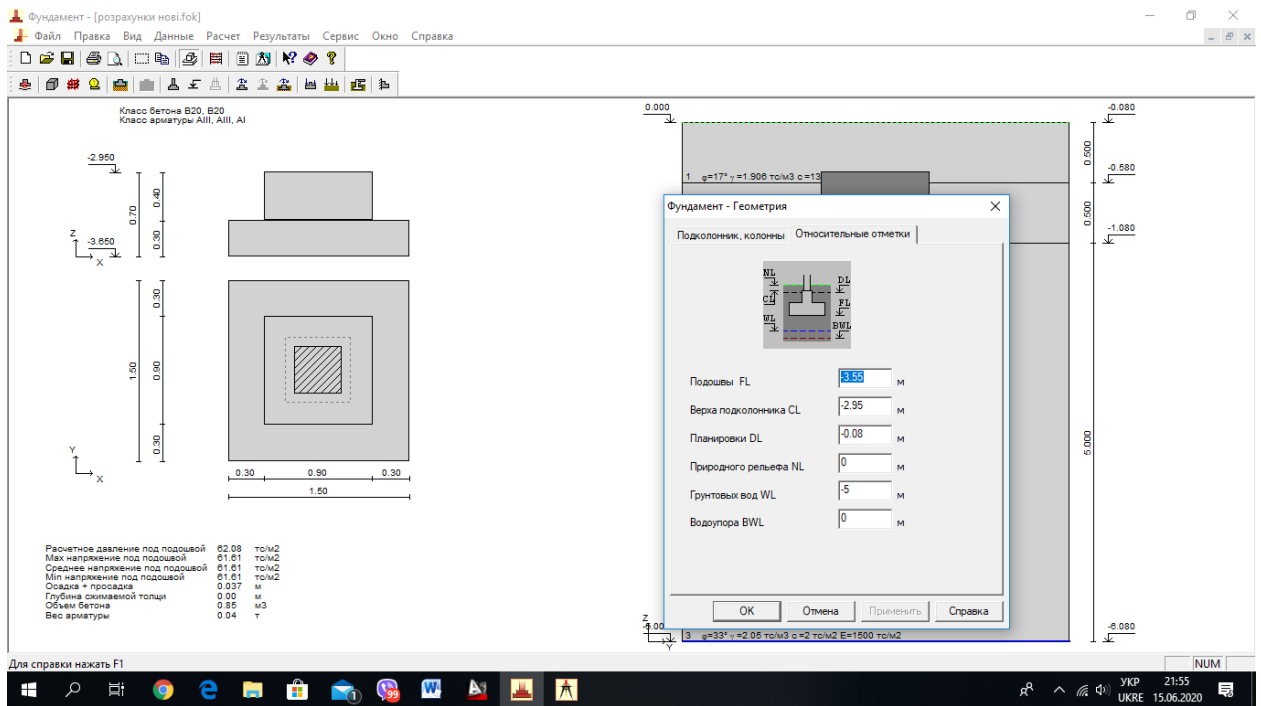 Фундамент - [розрахунки нові.fok]
Файл Правка Вид Данные Расчет Результаты Сервис Окно Справка
Класс бетона B20, B20
Класс арматуры AIII, AIII, AI
-2.950
0.40
0.70
0.30
Z
-3.650
X
0.30
1.50
0.90
0.30
Y
X
0.30 0.90 0.30
1.50
Расчетное давление под подошвой 62.08 тс/м2
Max напряжение под подошвой 61.61 тс/м2
Среднее напряжение под подошвой 61.61 тс/м2
Min напряжение под подошвой 61.61 тс/м2
Осадка + просадка 0.037 м
Глубина сжимаемой толщи 0.00 м
Объем бетона 0.85 м3
Вес арматуры 0.04 т
0.000
-0.080
0.500
-0.580
1 φ=17° γ =1.906 тс/м3 c =13
0.500
-1.080
5.000
Фундамент - Геометрия
Подколонник, колонны Относительные отметки
NL
DL
CL
FL
WL
BWL
Подошвы FL -3.55 м
Верха подколонника CL -2.95 м
Планировки DL -0.08 м
Природного рельефа NL 0 м
Грунтовых вод WL -5 м
Водоупора BWL 0 м
ОК Отмена Применить Справка
Z
-5.00
Y
3 φ=33° γ =2.05 тс/м3 c =2 тс/м2 E=1500 тс/м2
-6.080
Для справки нажать F1
NUM
99
УКР
UKRE
21:55
15.06.2020